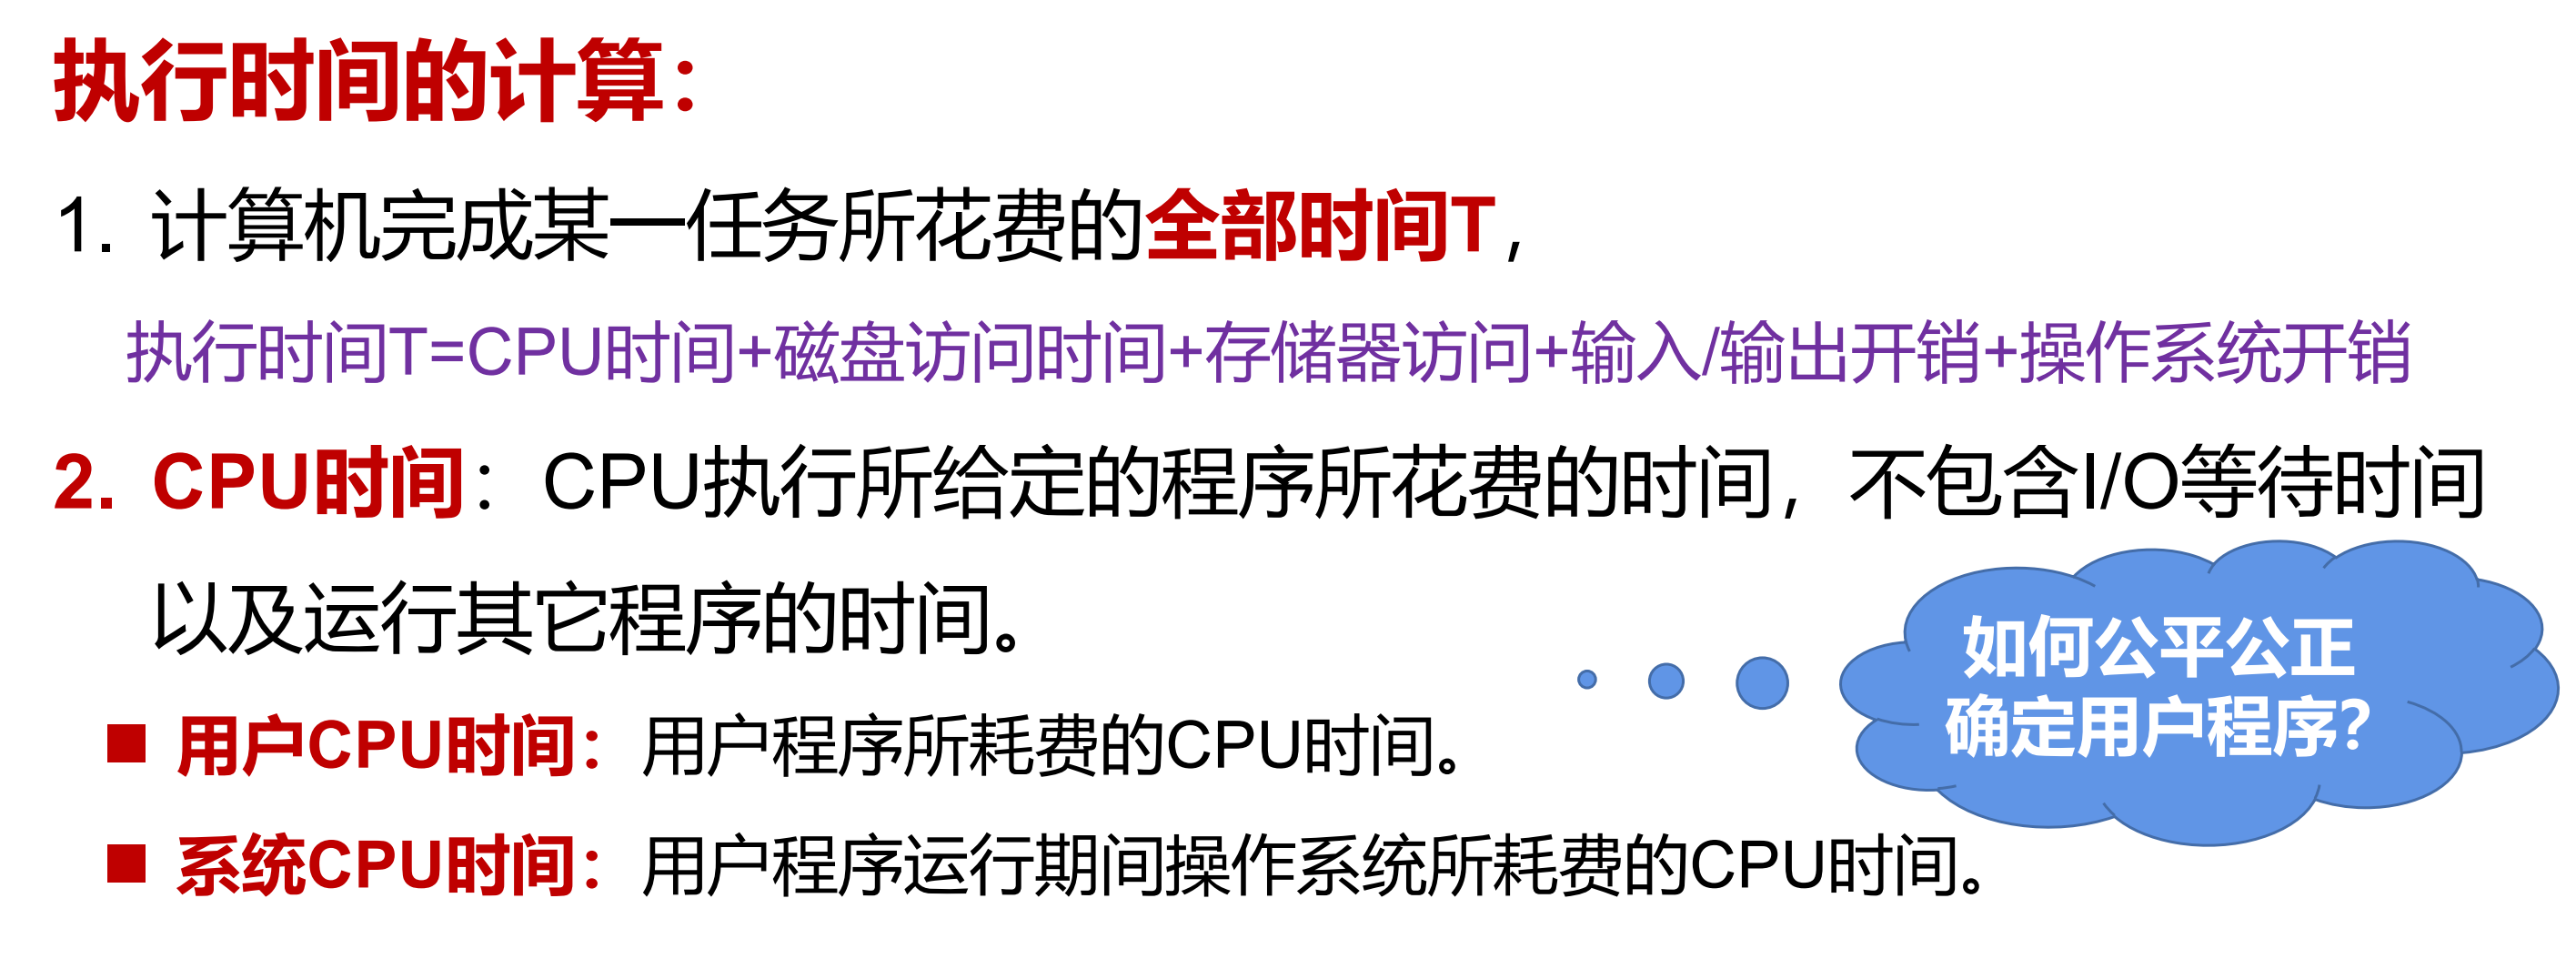 执行时间的计算：
1. 计算机完成某一任务所花费的全部时间T，
执行时间T=CPU时间+磁盘访问时间+存储器访问+输入/输出开销+操作系统开销
2. CPU时间：CPU执行所给定的程序所花费的时间，不包含I/O等待时间
以及运行其它程序的时间。
如何公平公正
确定用户程序？
■ 用户CPU时间：用户程序所耗费的CPU时间。
■ 系统CPU时间：用户程序运行期间操作系统所耗费的CPU时间。